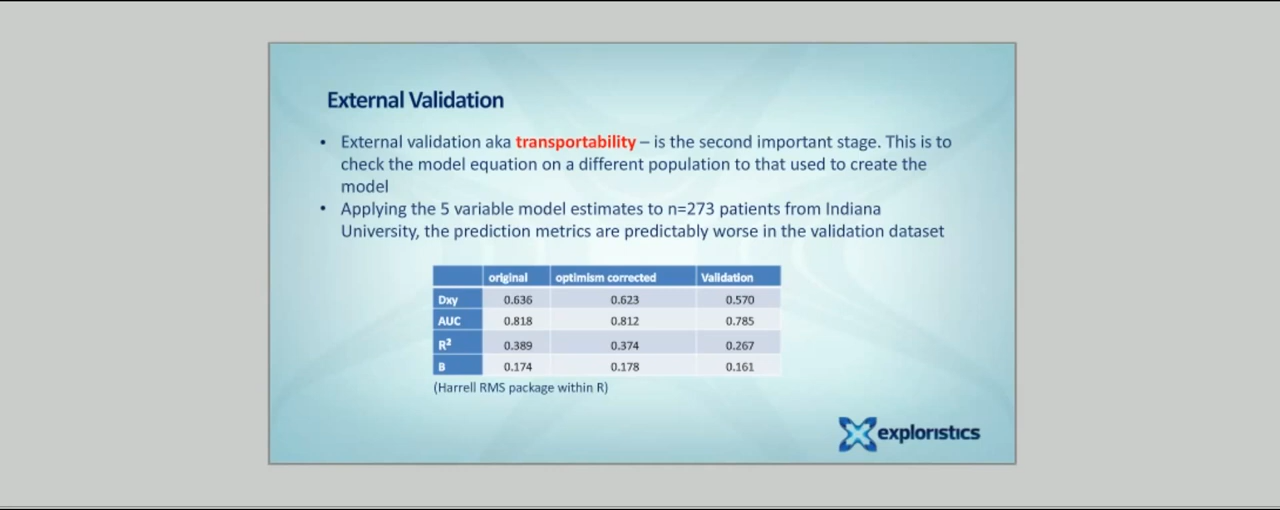 External Validation
• External validation aka transportability – is the second important stage. This is to
check the model equation on a different population to that used to create the
model
• Applying the 5 variable model estimates to n=273 patients from Indiana
University, the prediction metrics are predictably worse in the validation dataset
original optimism corrected Validation
Dxy 0.636 0.623 0.570
AUC 0.818 0.812 0.785
R² 0.389 0.374 0.267
B 0.174 0.178 0.161
(Harrell RMS package within R)
exploristics